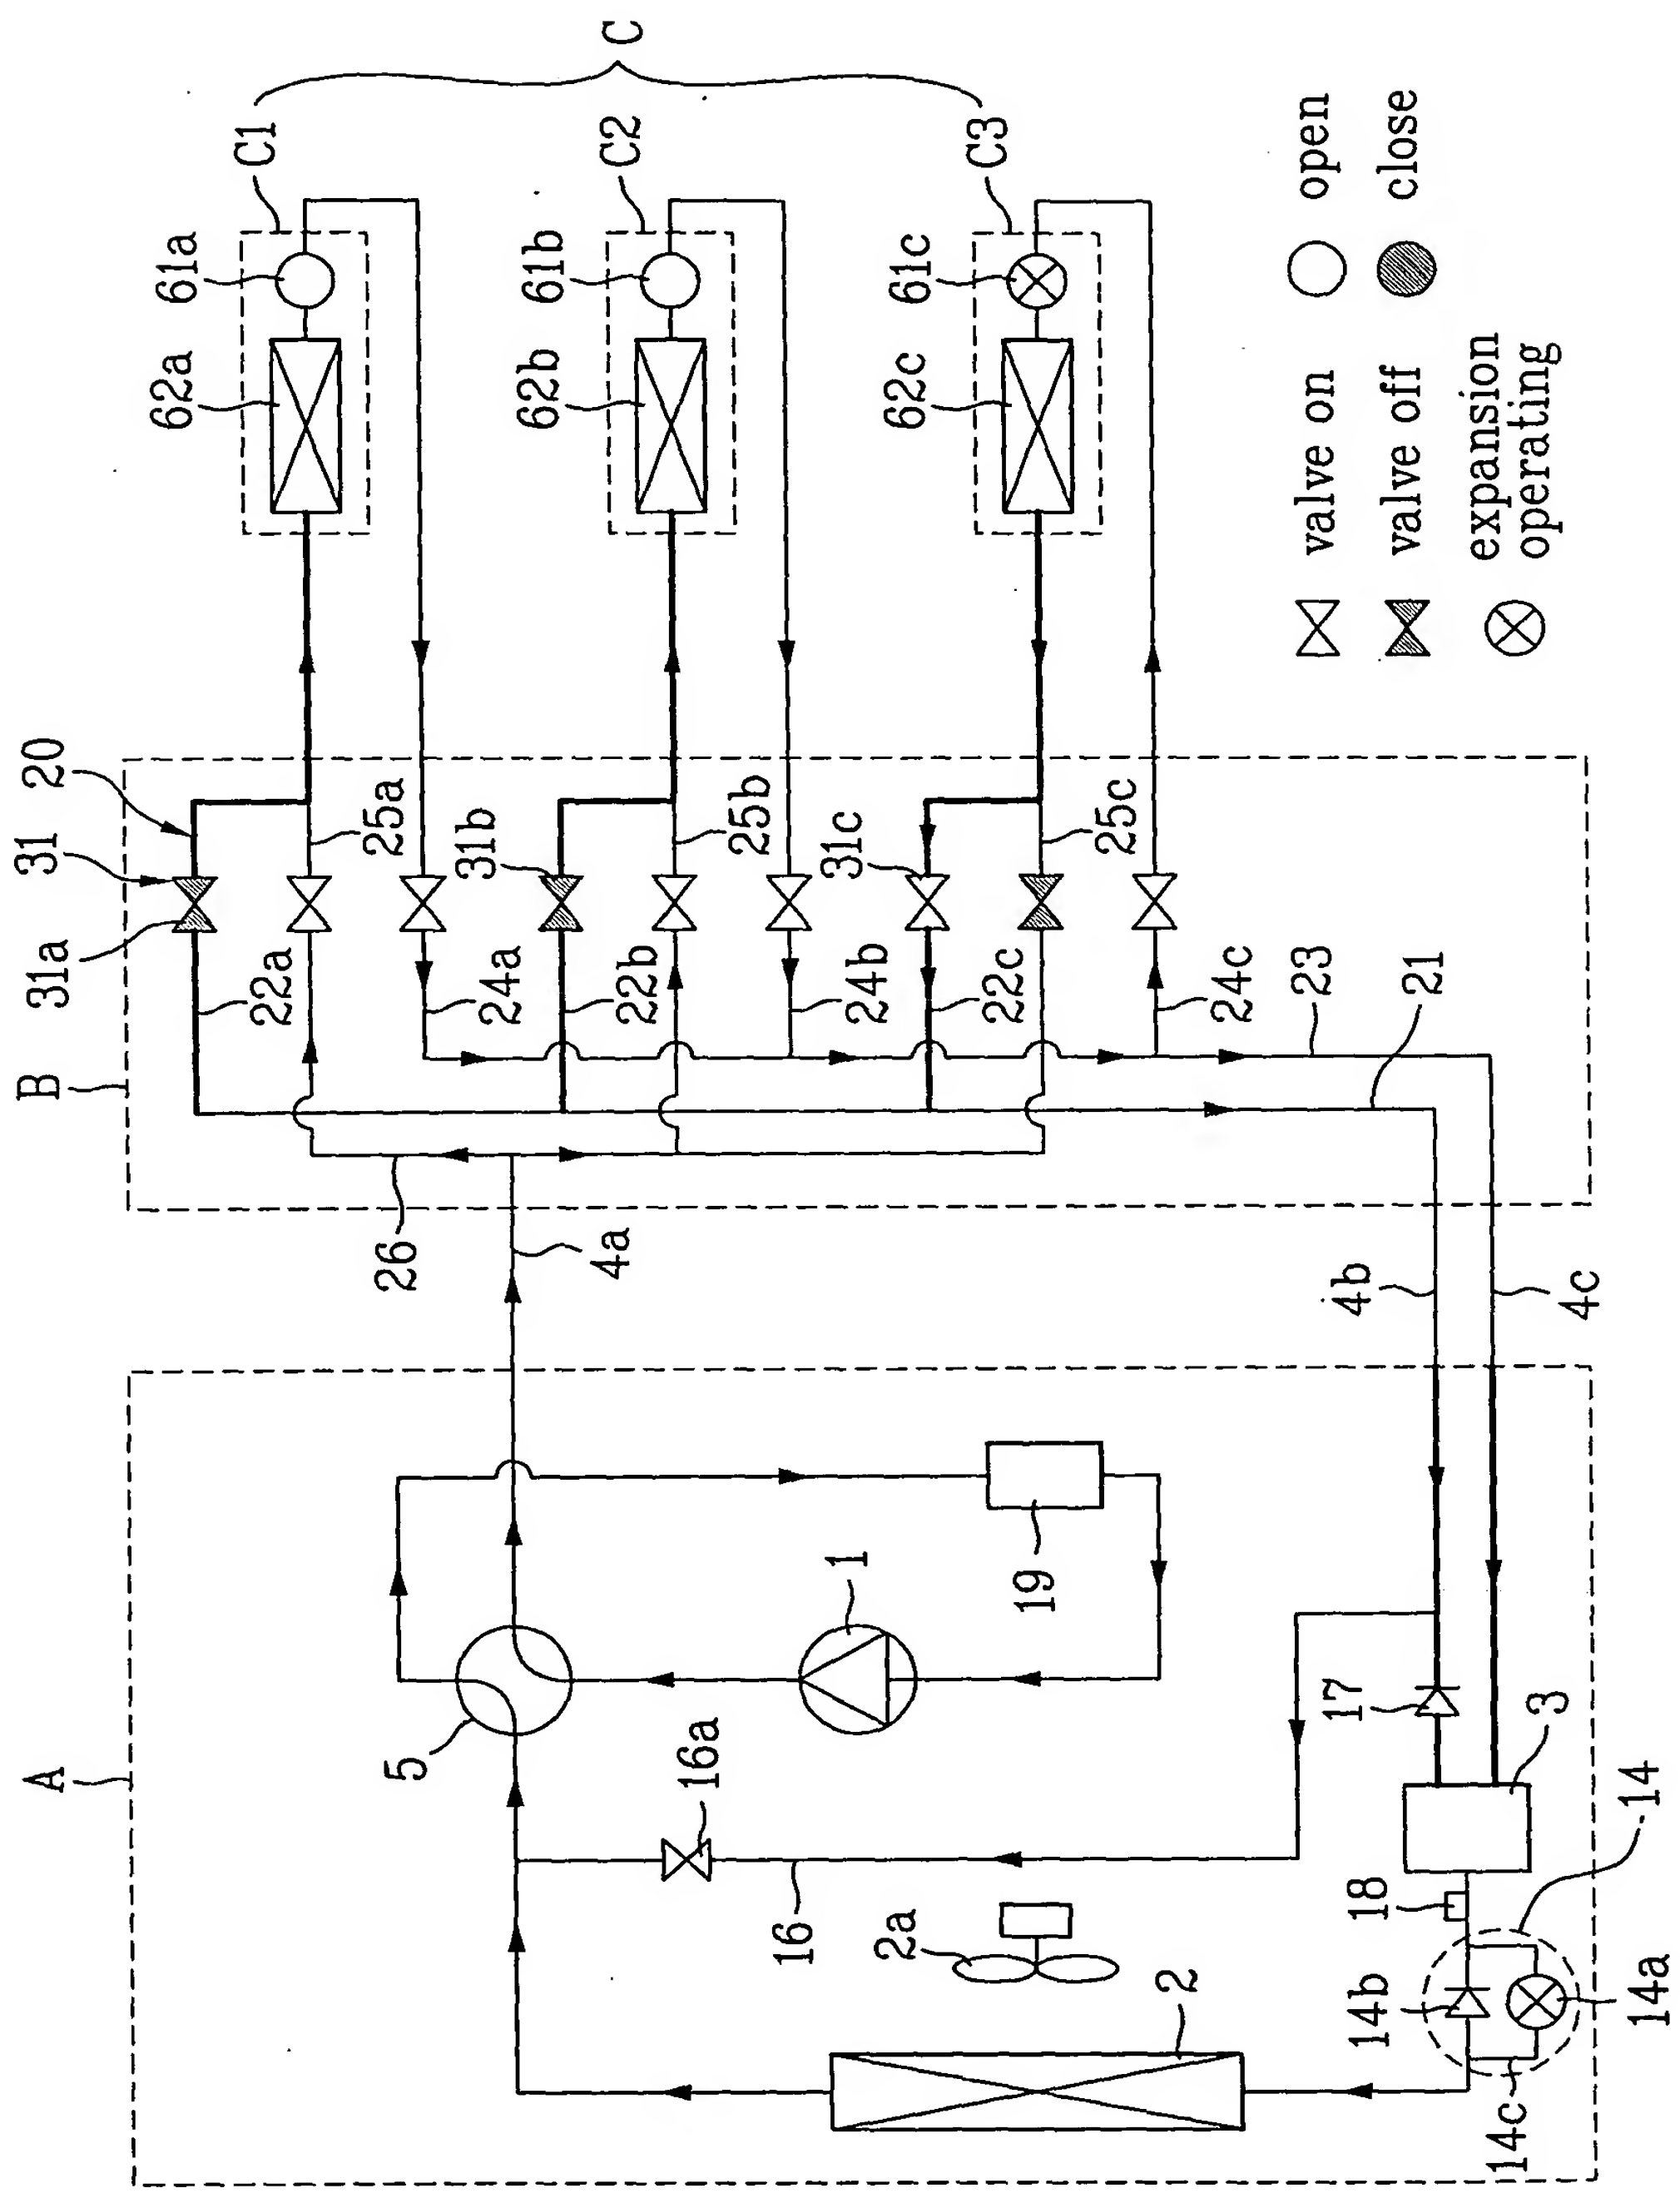 C
C1
C2
C3
61a
62a
61b
62b
61c
62c
open
close
valve on
valve off
expansion
operating
20
31
31a
B
25a
31b
25b
31c
25c
22a
24a
22b
24b
22c
24c
23
21
26
4a
4b
4c
A
19
1
5
16a
17
3
14
16
18
2a
2
14b
14a
14c